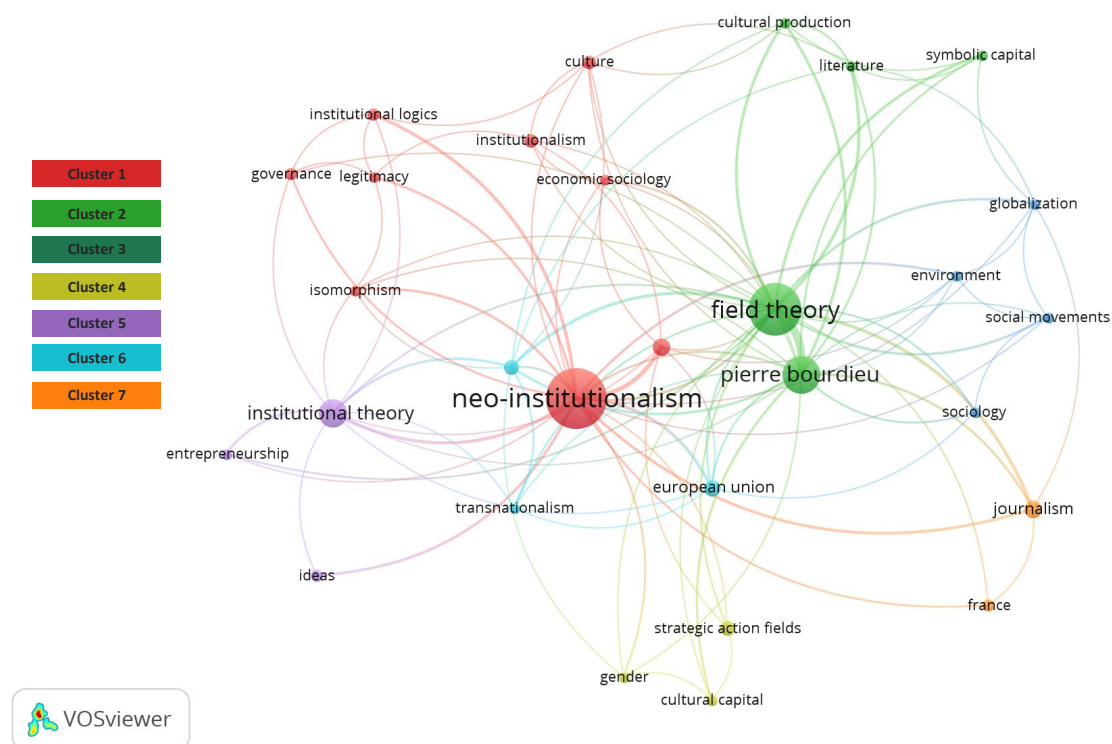 cultural production
symbolic capital
culture
literature
institutional logics
institutionalism
Cluster 1
governance
legitimacy
economic sociology
Cluster 2
globalization
Cluster 3
environment
Cluster 4
isomorphism
field theory
social movements
Cluster 5
Cluster 6
pierre bourdieu
Cluster 7
neo-institutionalism
institutional theory
sociology
entrepreneurship
european union
transnationalism
journalism
ideas
france
strategic action fields
gender
cultural capital
VOSviewer